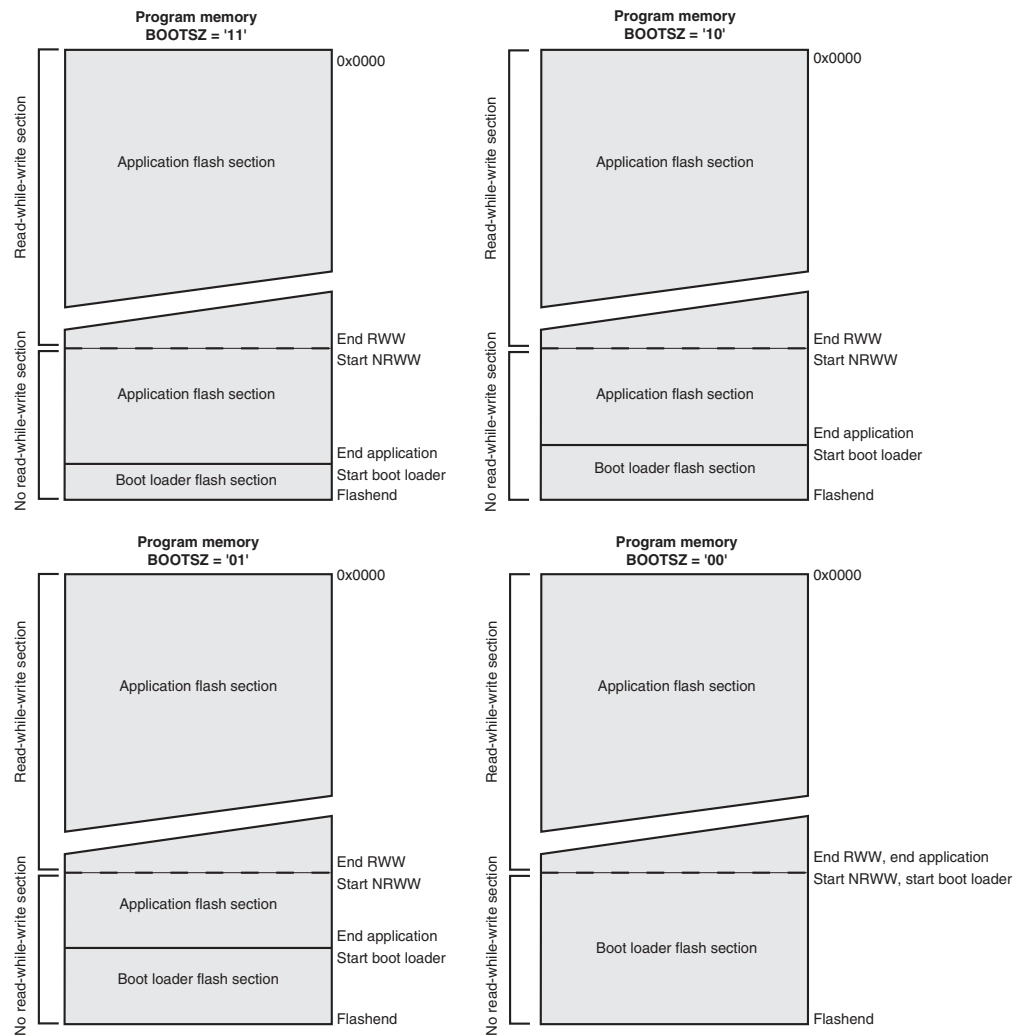 Program memory
BOOTSZ = '11'
0x0000
Read-while-write section
Application flash section
End RWW
Start NRWW
No read-while-write section
Application flash section
End application
Start boot loader
Boot loader flash section
Flashend
Program memory
BOOTSZ = '10'
0x0000
Read-while-write section
Application flash section
End RWW
Start NRWW
No read-while-write section
Application flash section
End application
Start boot loader
Boot loader flash section
Flashend
Program memory
BOOTSZ = '01'
0x0000
Read-while-write section
Application flash section
End RWW
Start NRWW
No read-while-write section
Application flash section
End application
Start boot loader
Boot loader flash section
Flashend
Program memory
BOOTSZ = '00'
0x0000
Read-while-write section
Application flash section
End RWW, end application
Start NRWW, start boot loader
No read-while-write section
Boot loader flash section
Flashend